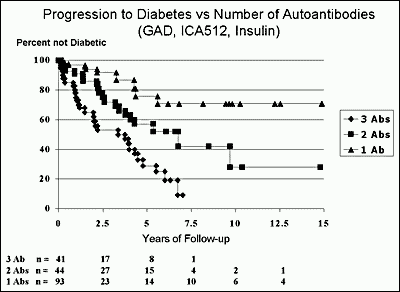 Progression to Diabetes vs Number of Autoantibodies
(GAD, ICA512, Insulin)
Percent not Diabetic
100
80
60
40
20
0
3 Abs
2 Abs
1 Ab
0 2.5 5 7.5 10 12.5 15
Years of Follow-up
3 Ab n = 41 17 8 1
2 Abs n = 44 27 15 4 2 1
1 Abs n = 93 23 14 10 6 4